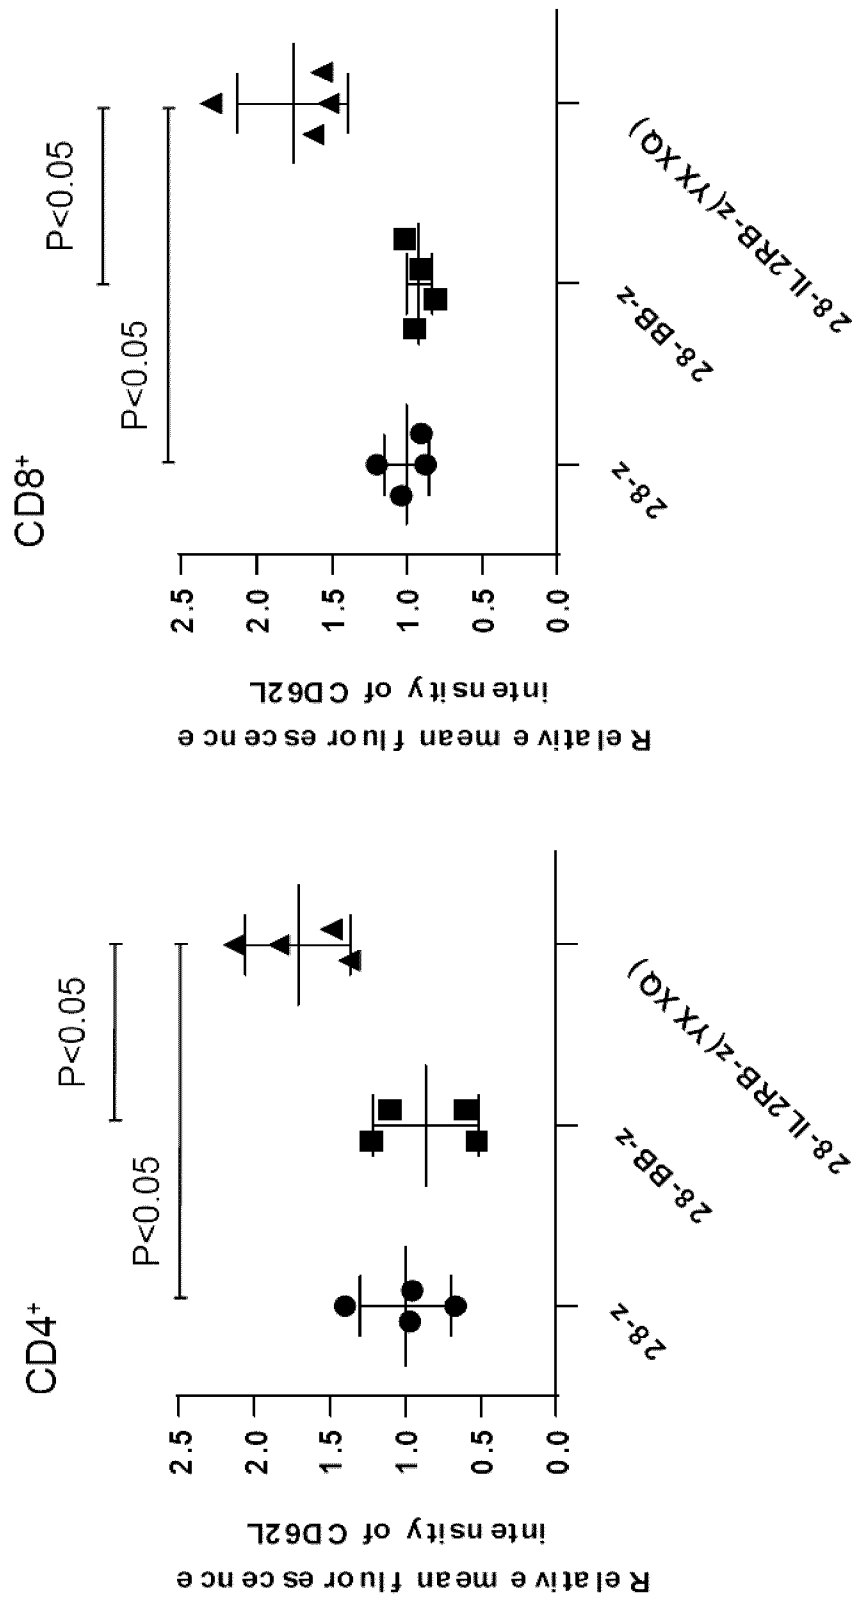 CD4+
P<0.05
P<0.05
Relative mean fluorescence
intensity of CD62L
2.5
2.0
1.5
1.0
0.5
0.0
28-z
28-BB-z
28-IL2RB-z(YXXQ)
CD8+
P<0.05
P<0.05
Relative mean fluorescence
intensity of CD62L
2.5
2.0
1.5
1.0
0.5
0.0
28-z
28-BB-z
28-IL2RB-z(YXXQ)